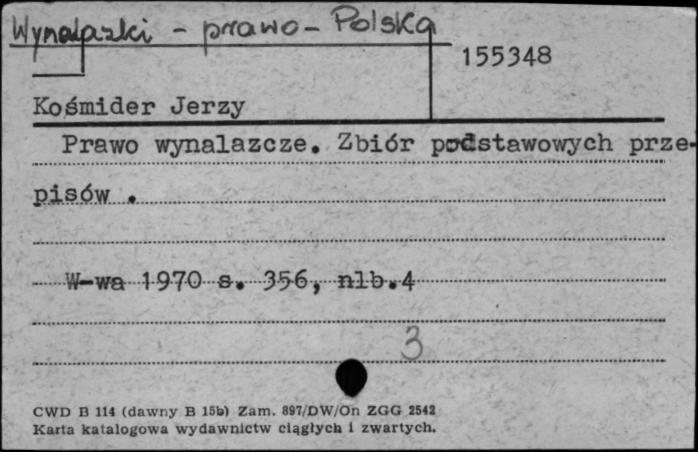 Wynalazki - prawo - Polska
155348
Kośmider Jerzy
Prawo wynalazcze. Zbiór podstawowych prze-
pisów .
W-wa 1970 s. 356, nlb.4
3
CWD B 114 (dawny B 15b) Zam. 897/DW/On ZGG 2542
Karta katalogowa wydawnictw ciągłych i zwartych.